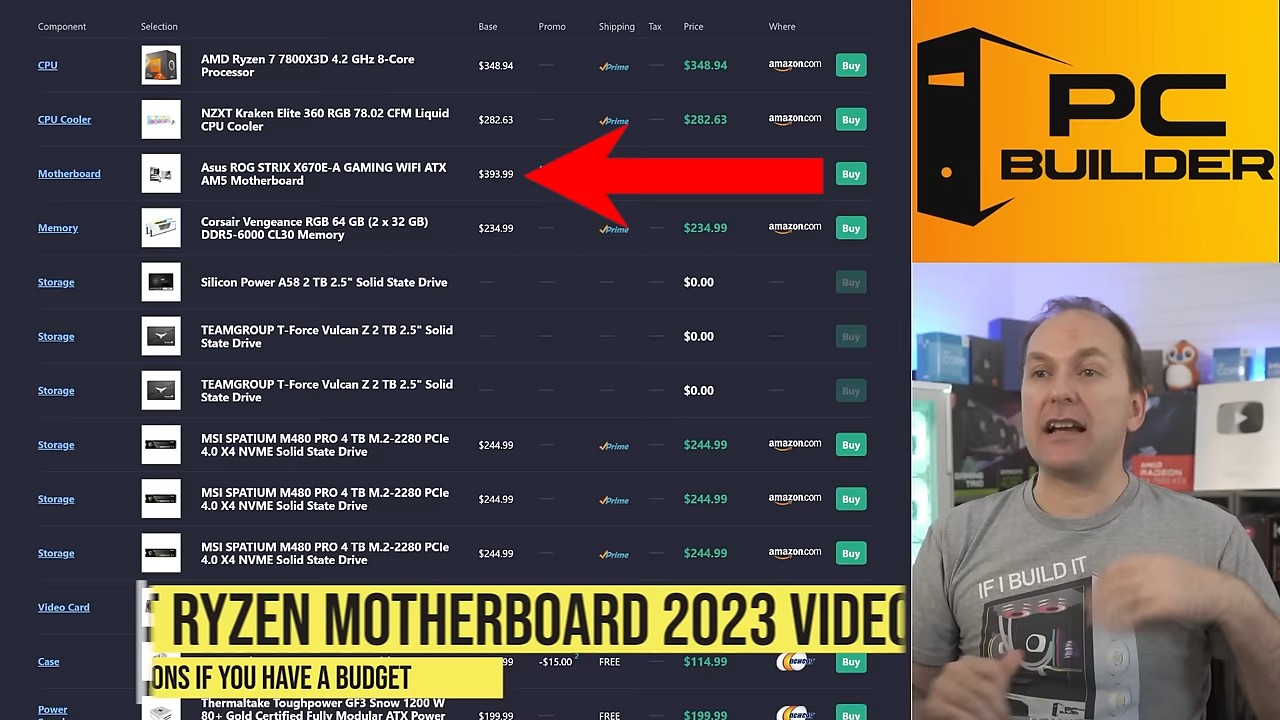 Component Selection Base Promo Shipping Tax Price Where
CPU
AMD Ryzen 7 7800X3D 4.2 GHz 8-Core
Processor
$348.94 Prime $348.94 amazon.com Buy
CPU Cooler
NZXT Kraken Elite 360 RGB 78.02 CFM Liquid
CPU Cooler
$282.63 Prime $282.63 amazon.com Buy
Motherboard
Asus ROG STRIX X670E-A GAMING WIFI ATX
AM5 Motherboard
Buy
Memory
Corsair Vengeance RGB 64 GB (2 x 32 GB)
DDR5-6000 CL30 Memory
$234.99 Prime $234.99 amazon.com Buy
Storage
Silicon Power A58 2 TB 2.5" Solid State Drive
$0.00 Buy
Storage
TEAMGROUP T-Force Vulcan Z 2 TB 2.5" Solid
State Drive
$0.00 Buy
Storage
TEAMGROUP T-Force Vulcan Z 2 TB 2.5" Solid
State Drive
$0.00 Buy
Storage
MSI SPATIUM M480 PRO 4 TB M.2-2280 PCIe
4.0 X4 NVME Solid State Drive
$244.99 Prime $244.99 amazon.com Buy
Storage
MSI SPATIUM M480 PRO 4 TB M.2-2280 PCIe
4.0 X4 NVME Solid State Drive
$244.99 Prime $244.99 amazon.com Buy
Storage
MSI SPATIUM M480 PRO 4 TB M.2-2280 PCIe
4.0 X4 NVME Solid State Drive
$244.99 Prime $244.99 amazon.com Buy
Video Card
RYZEN MOTHERBOARD 2023 VIDEO
Case
ONS IF YOU HAVE A BUDGET
-$15.00 2 FREE $114.99 Buy
Power
Thermaltake Toughpower GF3 Snow 1200 W
80+ Gold Certified Fully Modular ATX Power
$199.99 FREE $199.99 Buy
PC
BUILDER
IF I BUILD IT
GAMING
TRIO
AMD
RADEON